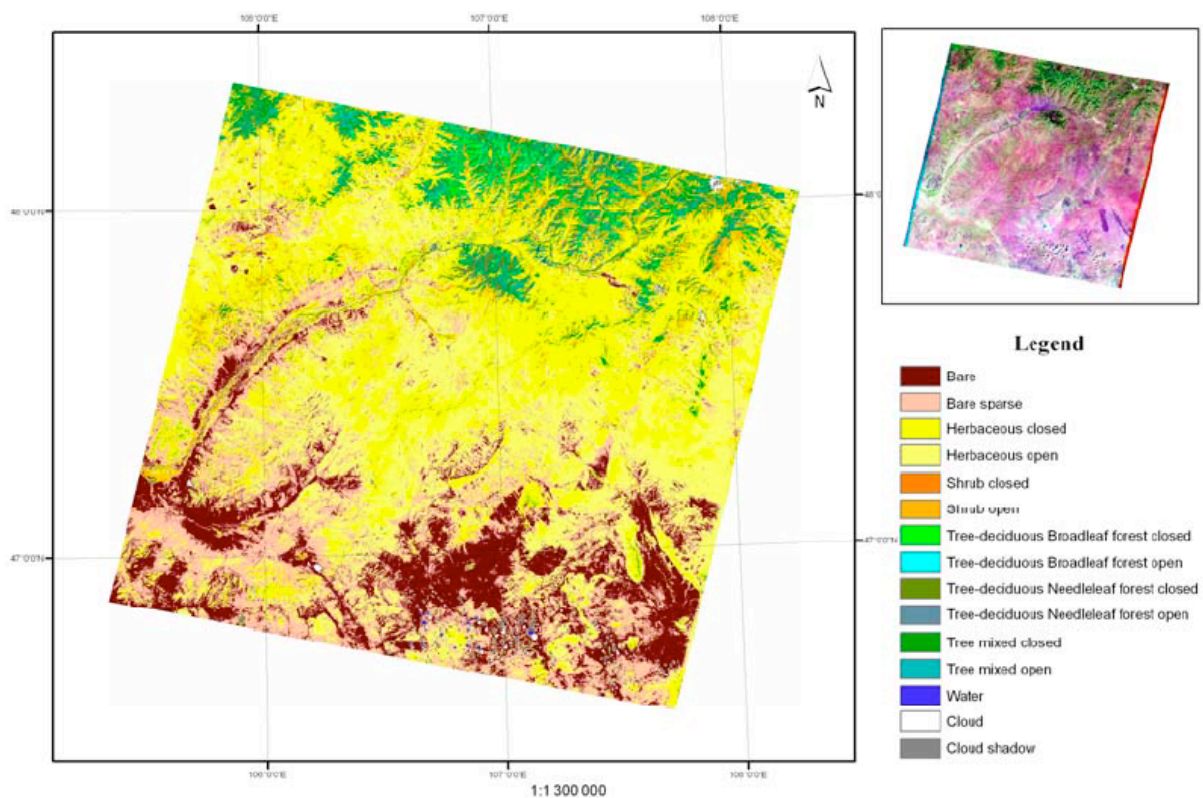 106°0'0"E 107°0'0"E 108°0'0"E
N
48°0'0"N
47°0'0"N 47°0'0"N
106°0'0"E 107°0'0"E 108°0'0"E
1:1 300 000
Legend
Bare
Bare sparse
Herbaceous closed
Herbaceous open
Shrub closed
Shrub open
Tree-deciduous Broadleaf forest closed
Tree-deciduous Broadleaf forest open
Tree-deciduous Needleleaf forest closed
Tree-deciduous Needleleaf forest open
Tree mixed closed
Tree mixed open
Water
Cloud
Cloud shadow